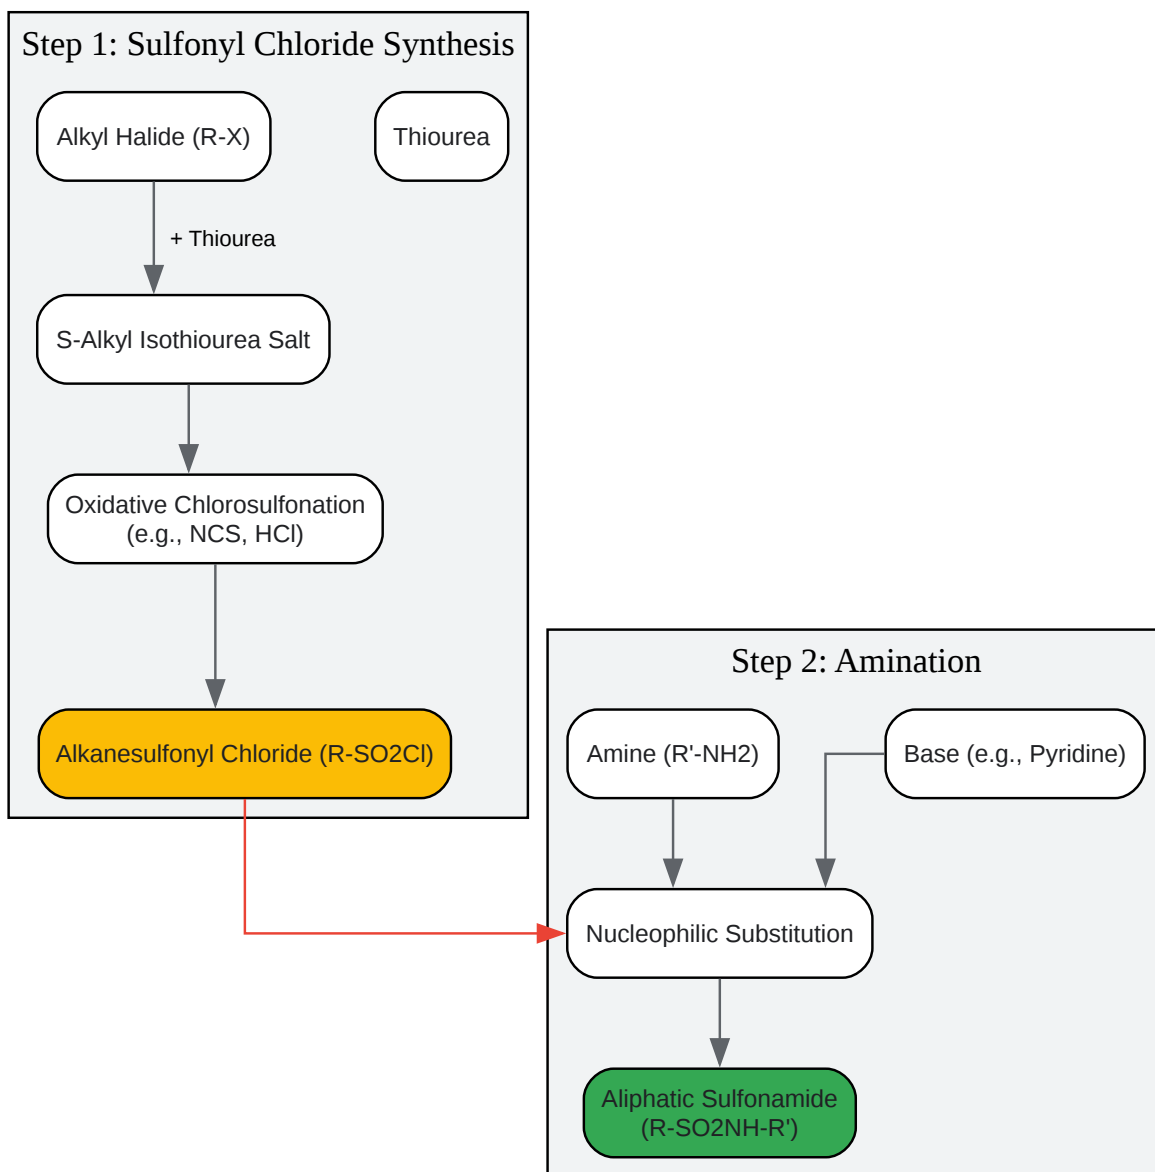 Step 1: Sulfonyl Chloride Synthesis
Alkyl Halide (R-X)
Thiourea
+ Thiourea
S-Alkyl Isothiourea Salt
Oxidative Chlorosulfonation
(e.g., NCS, HCl)
Alkanesulfonyl Chloride (R-SO2Cl)
Step 2: Amination
Amine (R'-NH2)
Base (e.g., Pyridine)
Nucleophilic Substitution
Aliphatic Sulfonamide
(R-SO2NH-R')